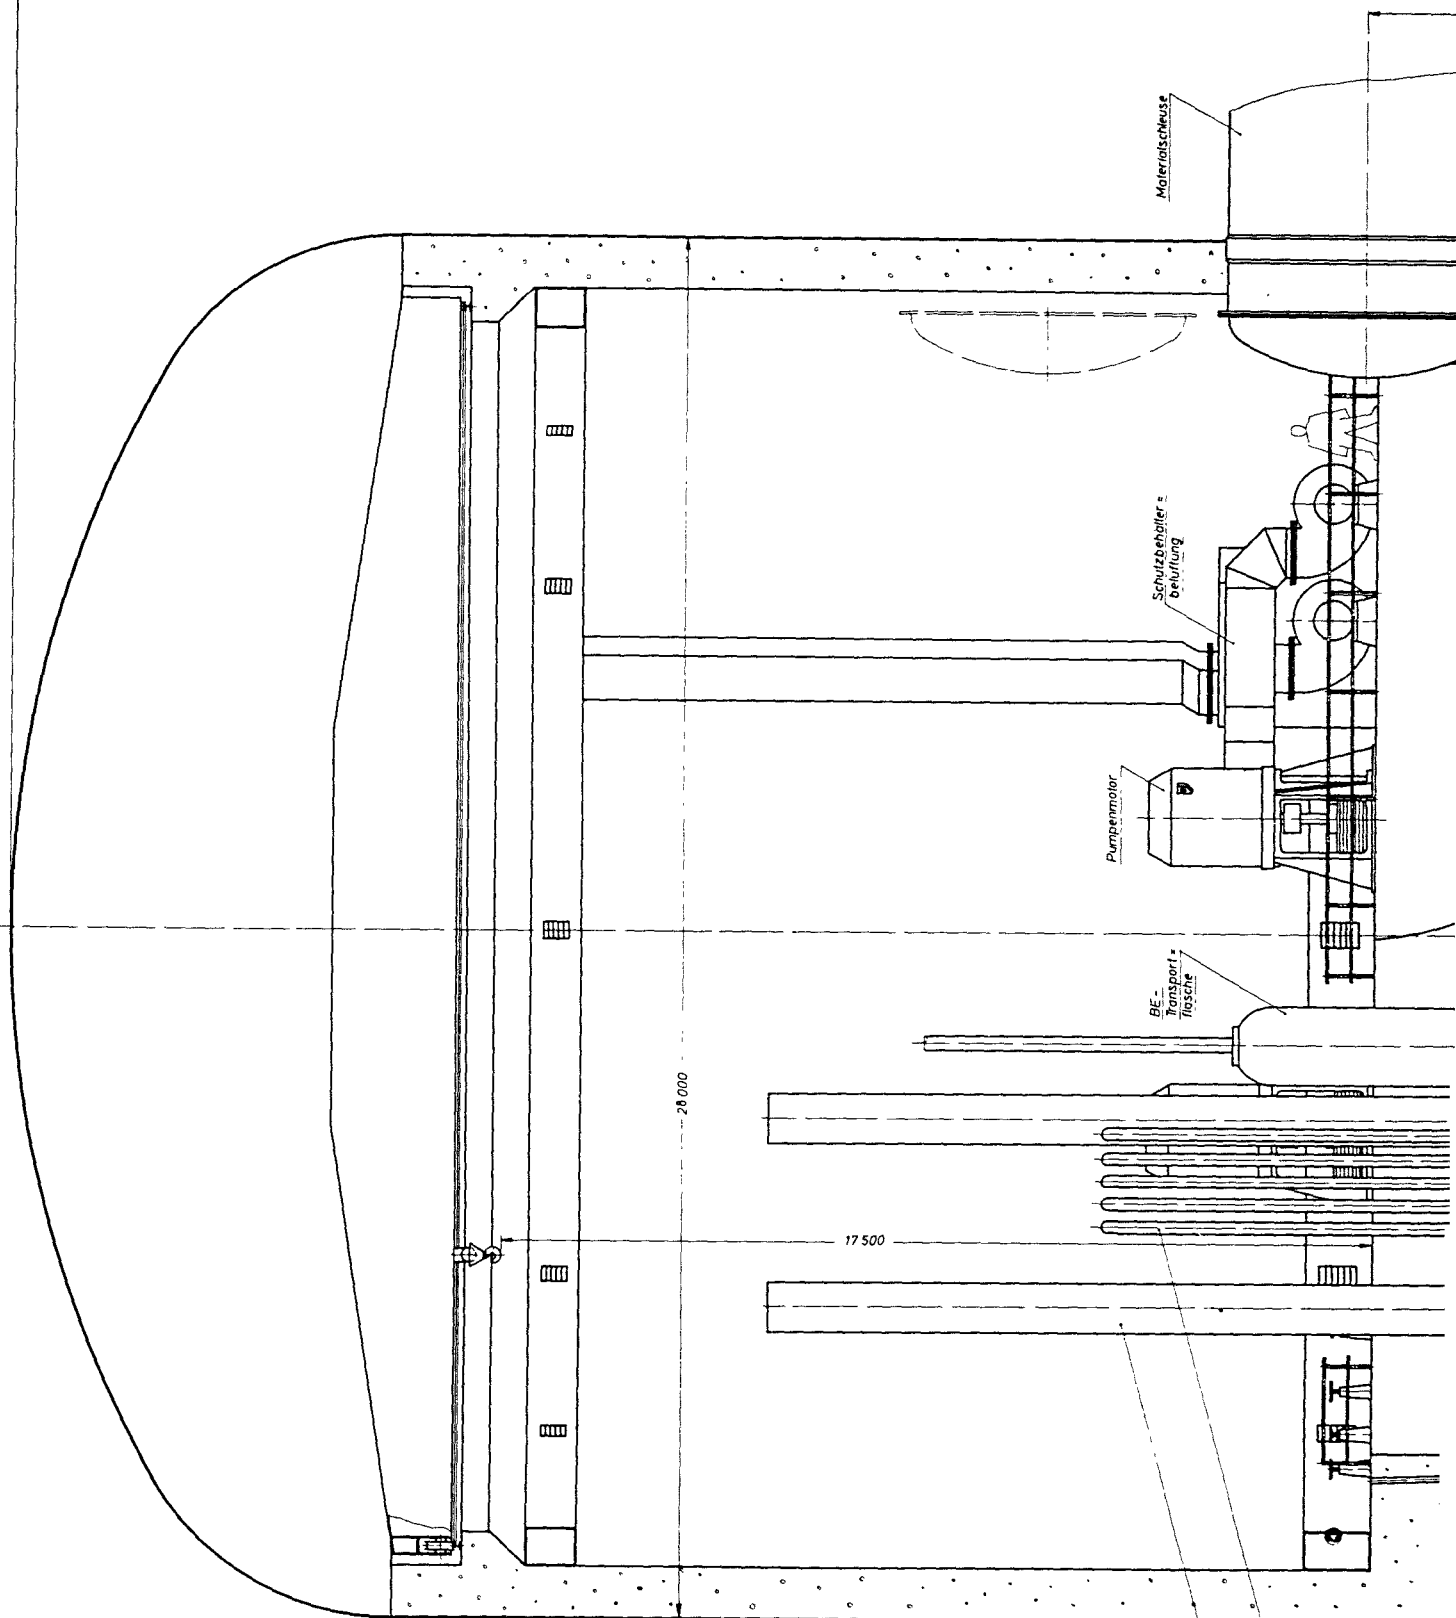 Materialschleuse
Schutzbehälter =
belüftung
Pumpenmotor
BE -
Transport =
flasche
28 000
17 500